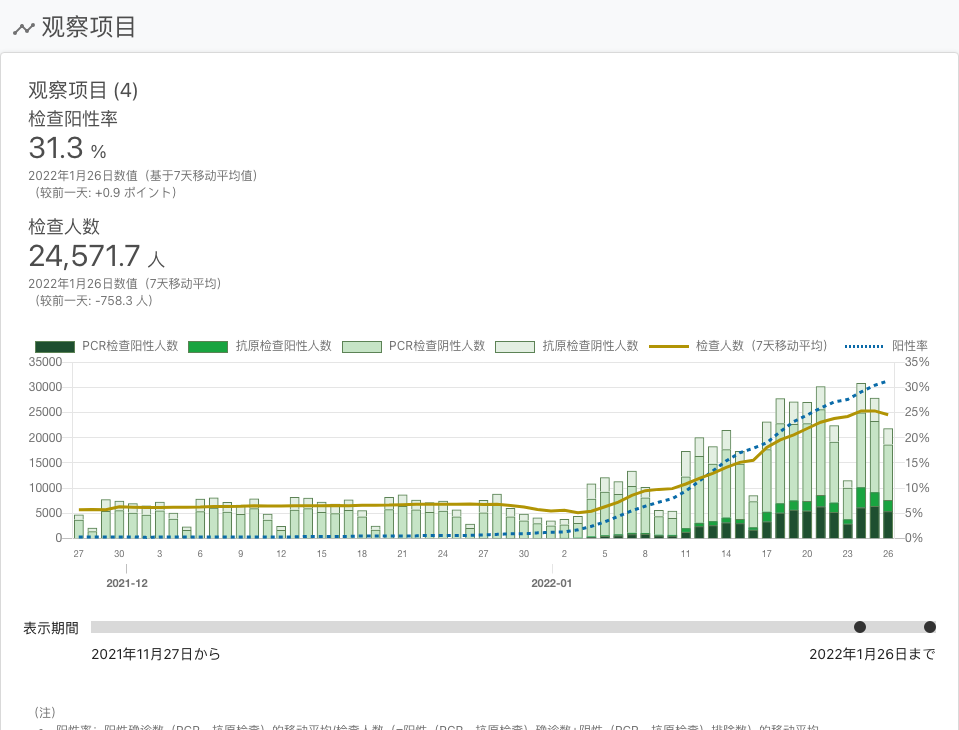 观察项目
观察项目 (4)
检查阳性率
31.3 %
2022年1月26日数值（基于7天移动平均值）
（较前一天: +0.9 ポイント）
检查人数
24,571.7 人
2022年1月26日数值（7天移动平均）
（较前一天: -758.3 人）
PCR检查阳性人数 抗原检查阳性人数 PCR检查阴性人数 抗原检查阴性人数 检查人数（7天移动平均） 阳性率
35000 35%
30000 30%
25000 25%
20000 20%
15000 15%
10000 10%
5000 5%
0 0%
27 30 3 6 9 12 15 18 21 24 27 30 2 5 8 11 14 17 20 23 26
2021-12 2022-01
表示期間
2021年11月27日から 2022年1月26日まで
（注）